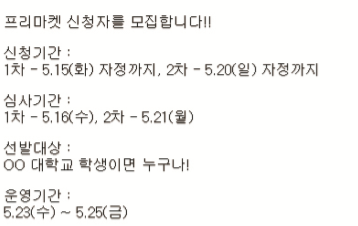 프리마켓 신청자를 모집합니다!!
신청기간 :
1차 - 5.15(화) 자정까지, 2차 - 5.20(일) 자정까지
심사기간 :
1차 - 5.16(수), 2차 - 5.21(월)
선발대상 :
OO 대학교 학생이면 누구나!
운영기간 :
5.23(수) ~ 5.25(금)